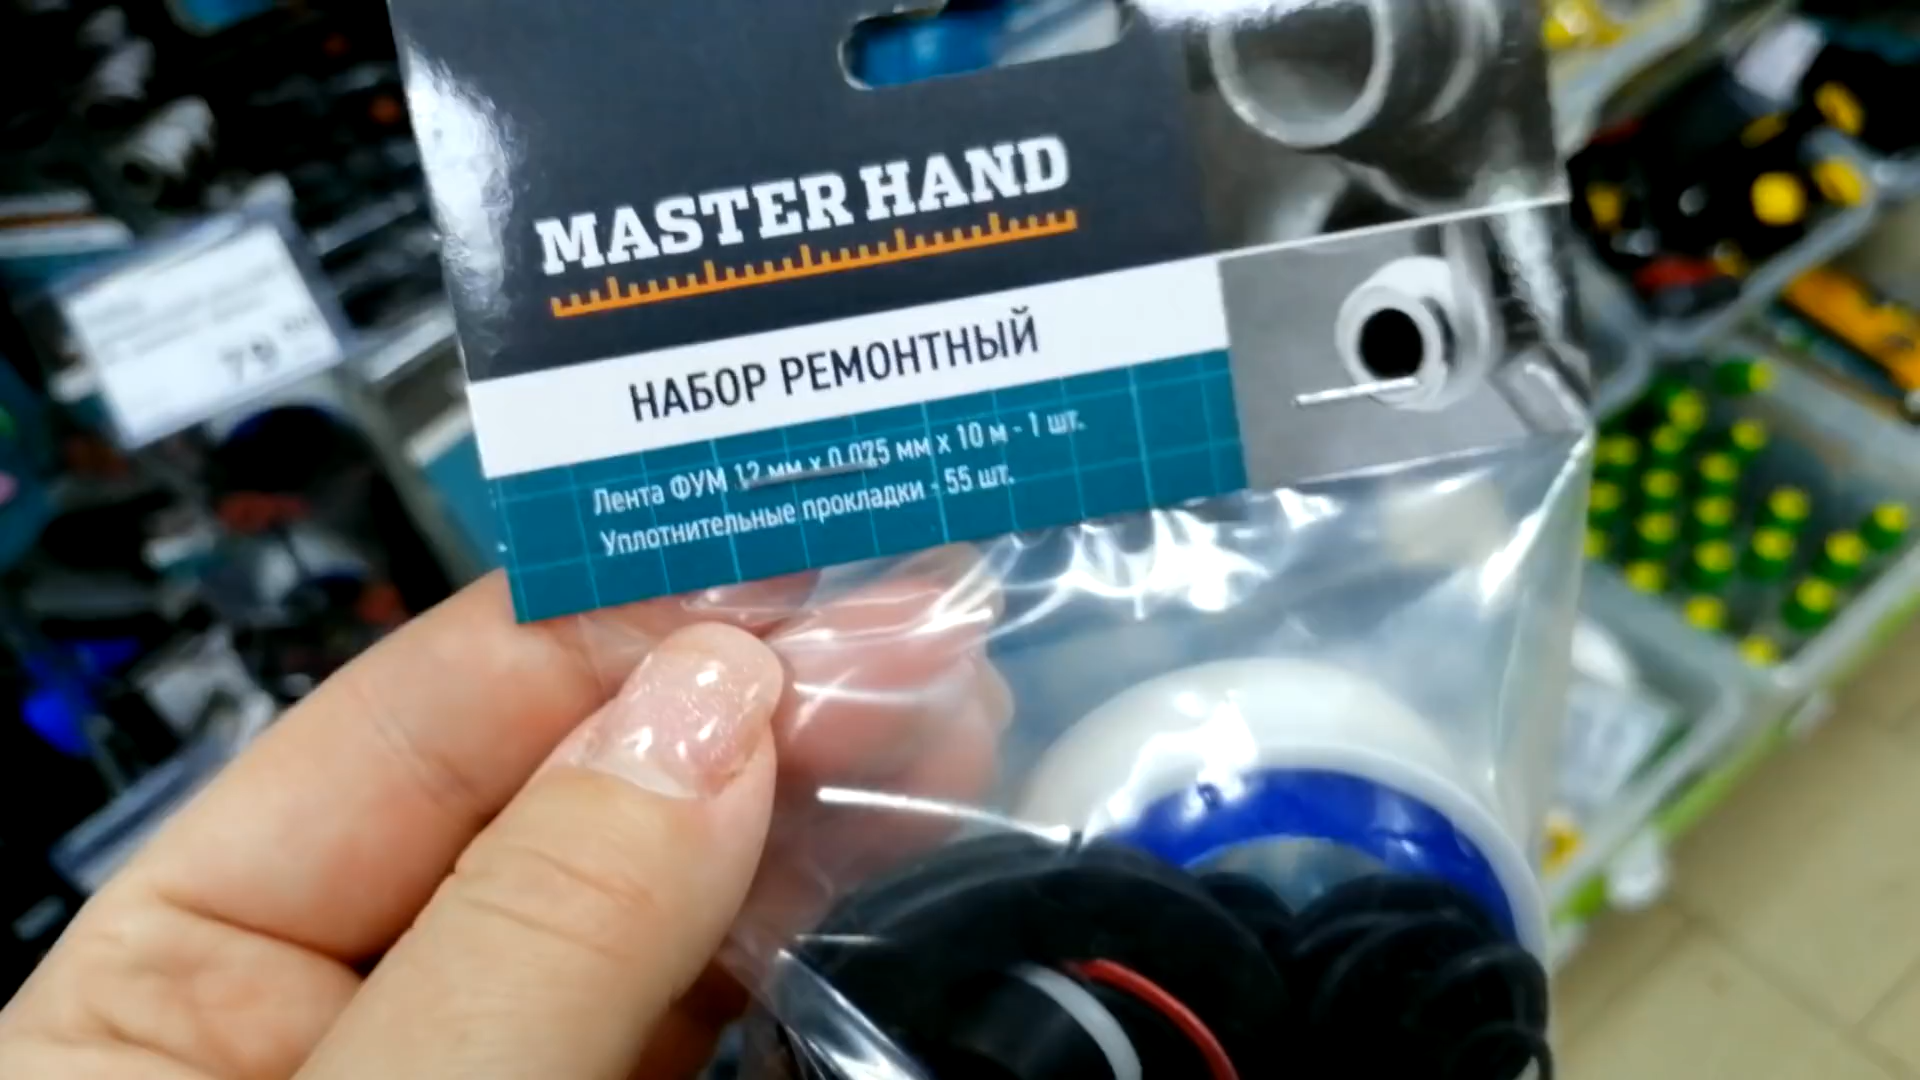 MASTER HAND
НАБОР РЕМОНТНЫЙ
Лента ФУМ 12 мм x 0,025 мм x 10 м - 1 шт.
Уплотнительные прокладки - 55 шт.